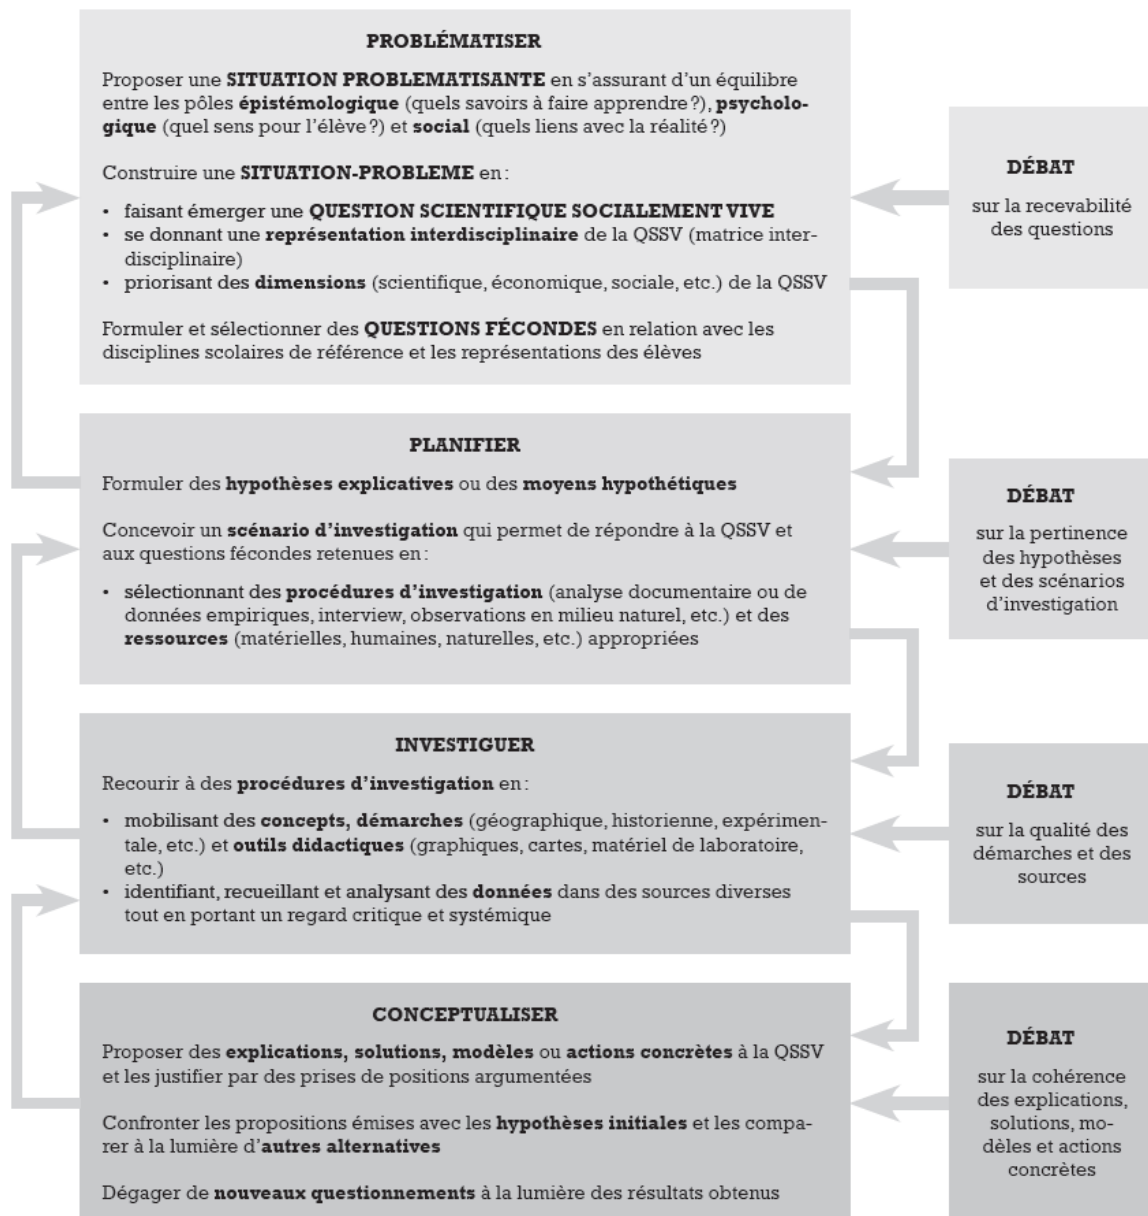 PROBLÉMATISER
Proposer une SITUATION PROBLEMATISANTE en s'assurant d'un équilibre
entre les pôles épistémologique (quels savoirs à faire apprendre ?), psycholo-
gique (quel sens pour l'élève ?) et social (quels liens avec la réalité ?)
Construire une SITUATION-PROBLEME en :
• faisant émerger une QUESTION SCIENTIFIQUE SOCIALEMENT VIVE
• se donnant une représentation interdisciplinaire de la QSSV (matrice inter-
disciplinaire)
• priorisant des dimensions (scientifique, économique, sociale, etc.) de la QSSV
Formuler et sélectionner des QUESTIONS FÉCONDES en relation avec les
disciplines scolaires de référence et les représentations des élèves
DÉBAT
sur la recevabilité
des questions
PLANIFIER
Formuler des hypothèses explicatives ou des moyens hypothétiques
Concevoir un scénario d'investigation qui permet de répondre à la QSSV et
aux questions fécondes retenues en :
• sélectionnant des procédures d'investigation (analyse documentaire ou de
données empiriques, interview, observations en milieu naturel, etc.) et des
ressources (matérielles, humaines, naturelles, etc.) appropriées
DÉBAT
sur la pertinence
des hypothèses
et des scénarios
d'investigation
INVESTIGUER
Recourir à des procédures d'investigation en :
• mobilisant des concepts, démarches (géographique, historienne, expérimen-
tale, etc.) et outils didactiques (graphiques, cartes, matériel de laboratoire,
etc.)
• identifiant, recueillant et analysant des données dans des sources diverses
tout en portant un regard critique et systémique
DÉBAT
sur la qualité des
démarches et des
sources
CONCEPTUALISER
Proposer des explications, solutions, modèles ou actions concrètes à la QSSV
et les justifier par des prises de positions argumentées
Confronter les propositions émises avec les hypothèses initiales et les compa-
rer à la lumière d'autres alternatives
Dégager de nouveaux questionnements à la lumière des résultats obtenus
DÉBAT
sur la cohérence
des explications,
solutions, mo-
dèles et actions
concrètes